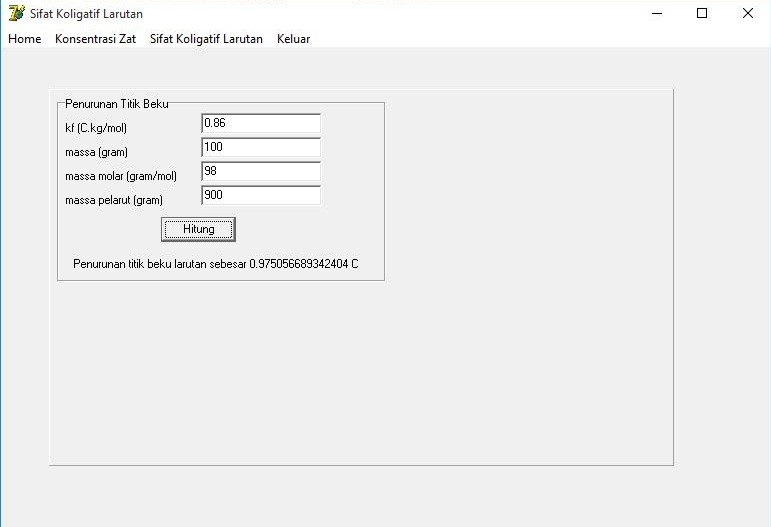 Sifat Koligatif Larutan
Home Konsentrasi Zat Sifat Koligatif Larutan Keluar
Penurunan Titik Beku
kf (C.kg/mol) 0.86
massa (gram) 100
massa molar (gram/mol) 98
massa pelarut (gram) 900
Hitung
Penurunan titik beku larutan sebesar 0.975056689342404 C